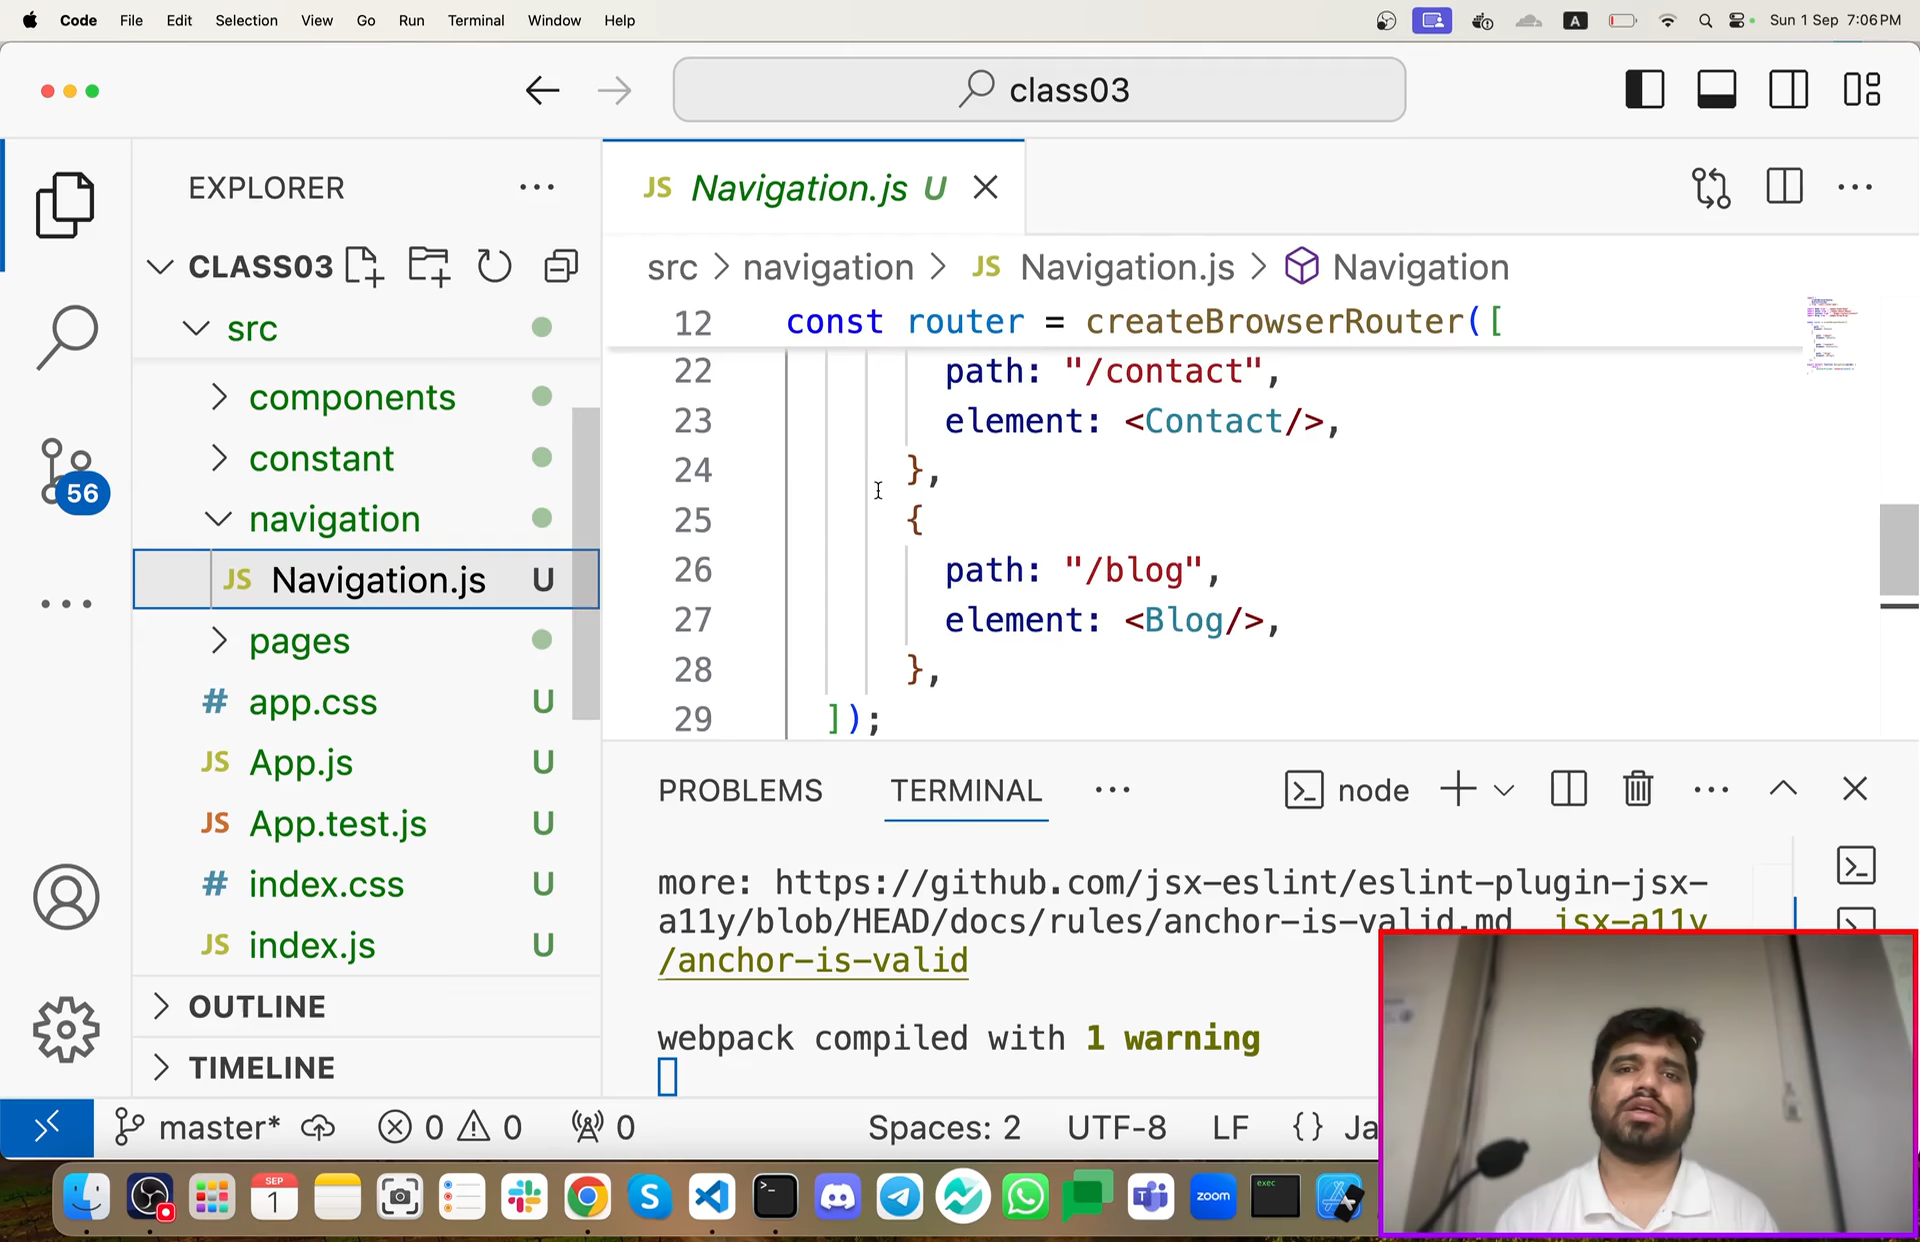 Code File Edit Selection View Go Run Terminal Window Help
A
Sun 1 Sep 7:06 PM
class03
EXPLORER
JS Navigation.js U
CLASS03
src > navigation > JS Navigation.js > Navigation
src
12 const router = createBrowserRouter([
22 path: "/contact",
components
23 element: <Contact/>,
constant
24 },
56
navigation
25 {
JS Navigation.js U
26 path: "/blog",
27 element: <Blog/>,
pages
28 },
# app.css U
29 ]);
JS App.js U
PROBLEMS TERMINAL
node
JS App.test.js U
# index.css U
JS index.js U
more: https://github.com/jsx-eslint/eslint-plugin-jsx-
a11y/blob/HEAD/docs/rules/anchor-is-valid.md jsx-a11y
/anchor-is-valid
OUTLINE
webpack compiled with 1 warning
TIMELINE
master* 0 0 0 Spaces: 2 UTF-8 LF {} Ja
SEP
1
S
zoom
exec